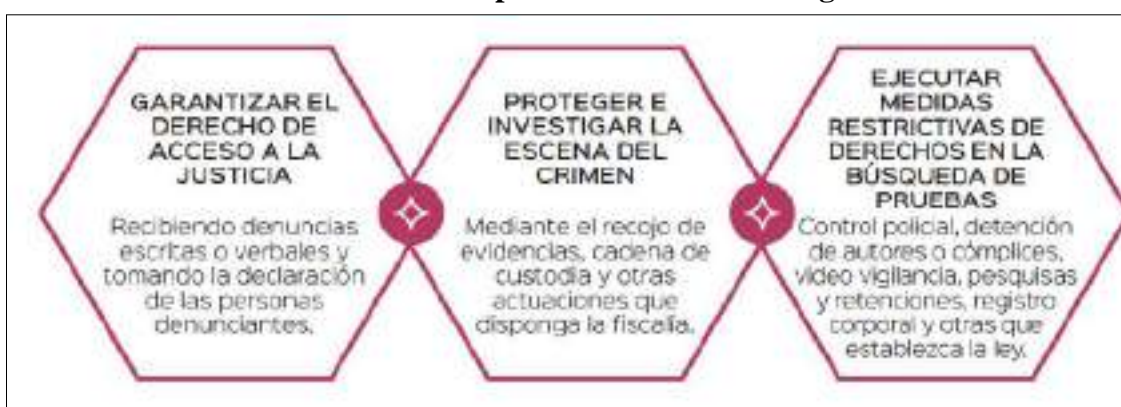 GARANTIZAR EL
DERECHO DE
ACCESO A LA
JUSTICIA
Recibiendo denuncias
escritas o verbales y
tomando la declaración
de las personas
denunciantes.
PROTEGER E
INVESTIGAR LA
ESCENA DEL
CRIMEN
Mediante el recojo de
evidencias, cadena de
custodia y otras
actuaciones que
disponga la fiscalía.
EJECUTAR
MEDIDAS
RESTRICTIVAS DE
DERECHOS EN LA
BÚSQUEDA DE
PRUEBAS
Control policial, detención
de autores o cómplices,
video vigilancia, pesquisas
y retenciones, registro
corporal y otras que
establezca la ley.